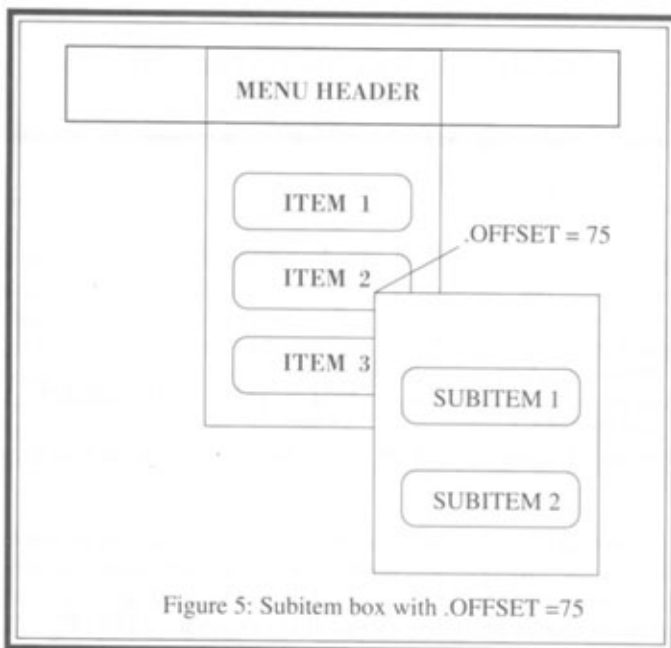 MENU HEADER
ITEM 1
.OFFSET = 75
ITEM 2
ITEM 3
SUBITEM 1
SUBITEM 2
Figure 5: Subitem box with .OFFSET =75